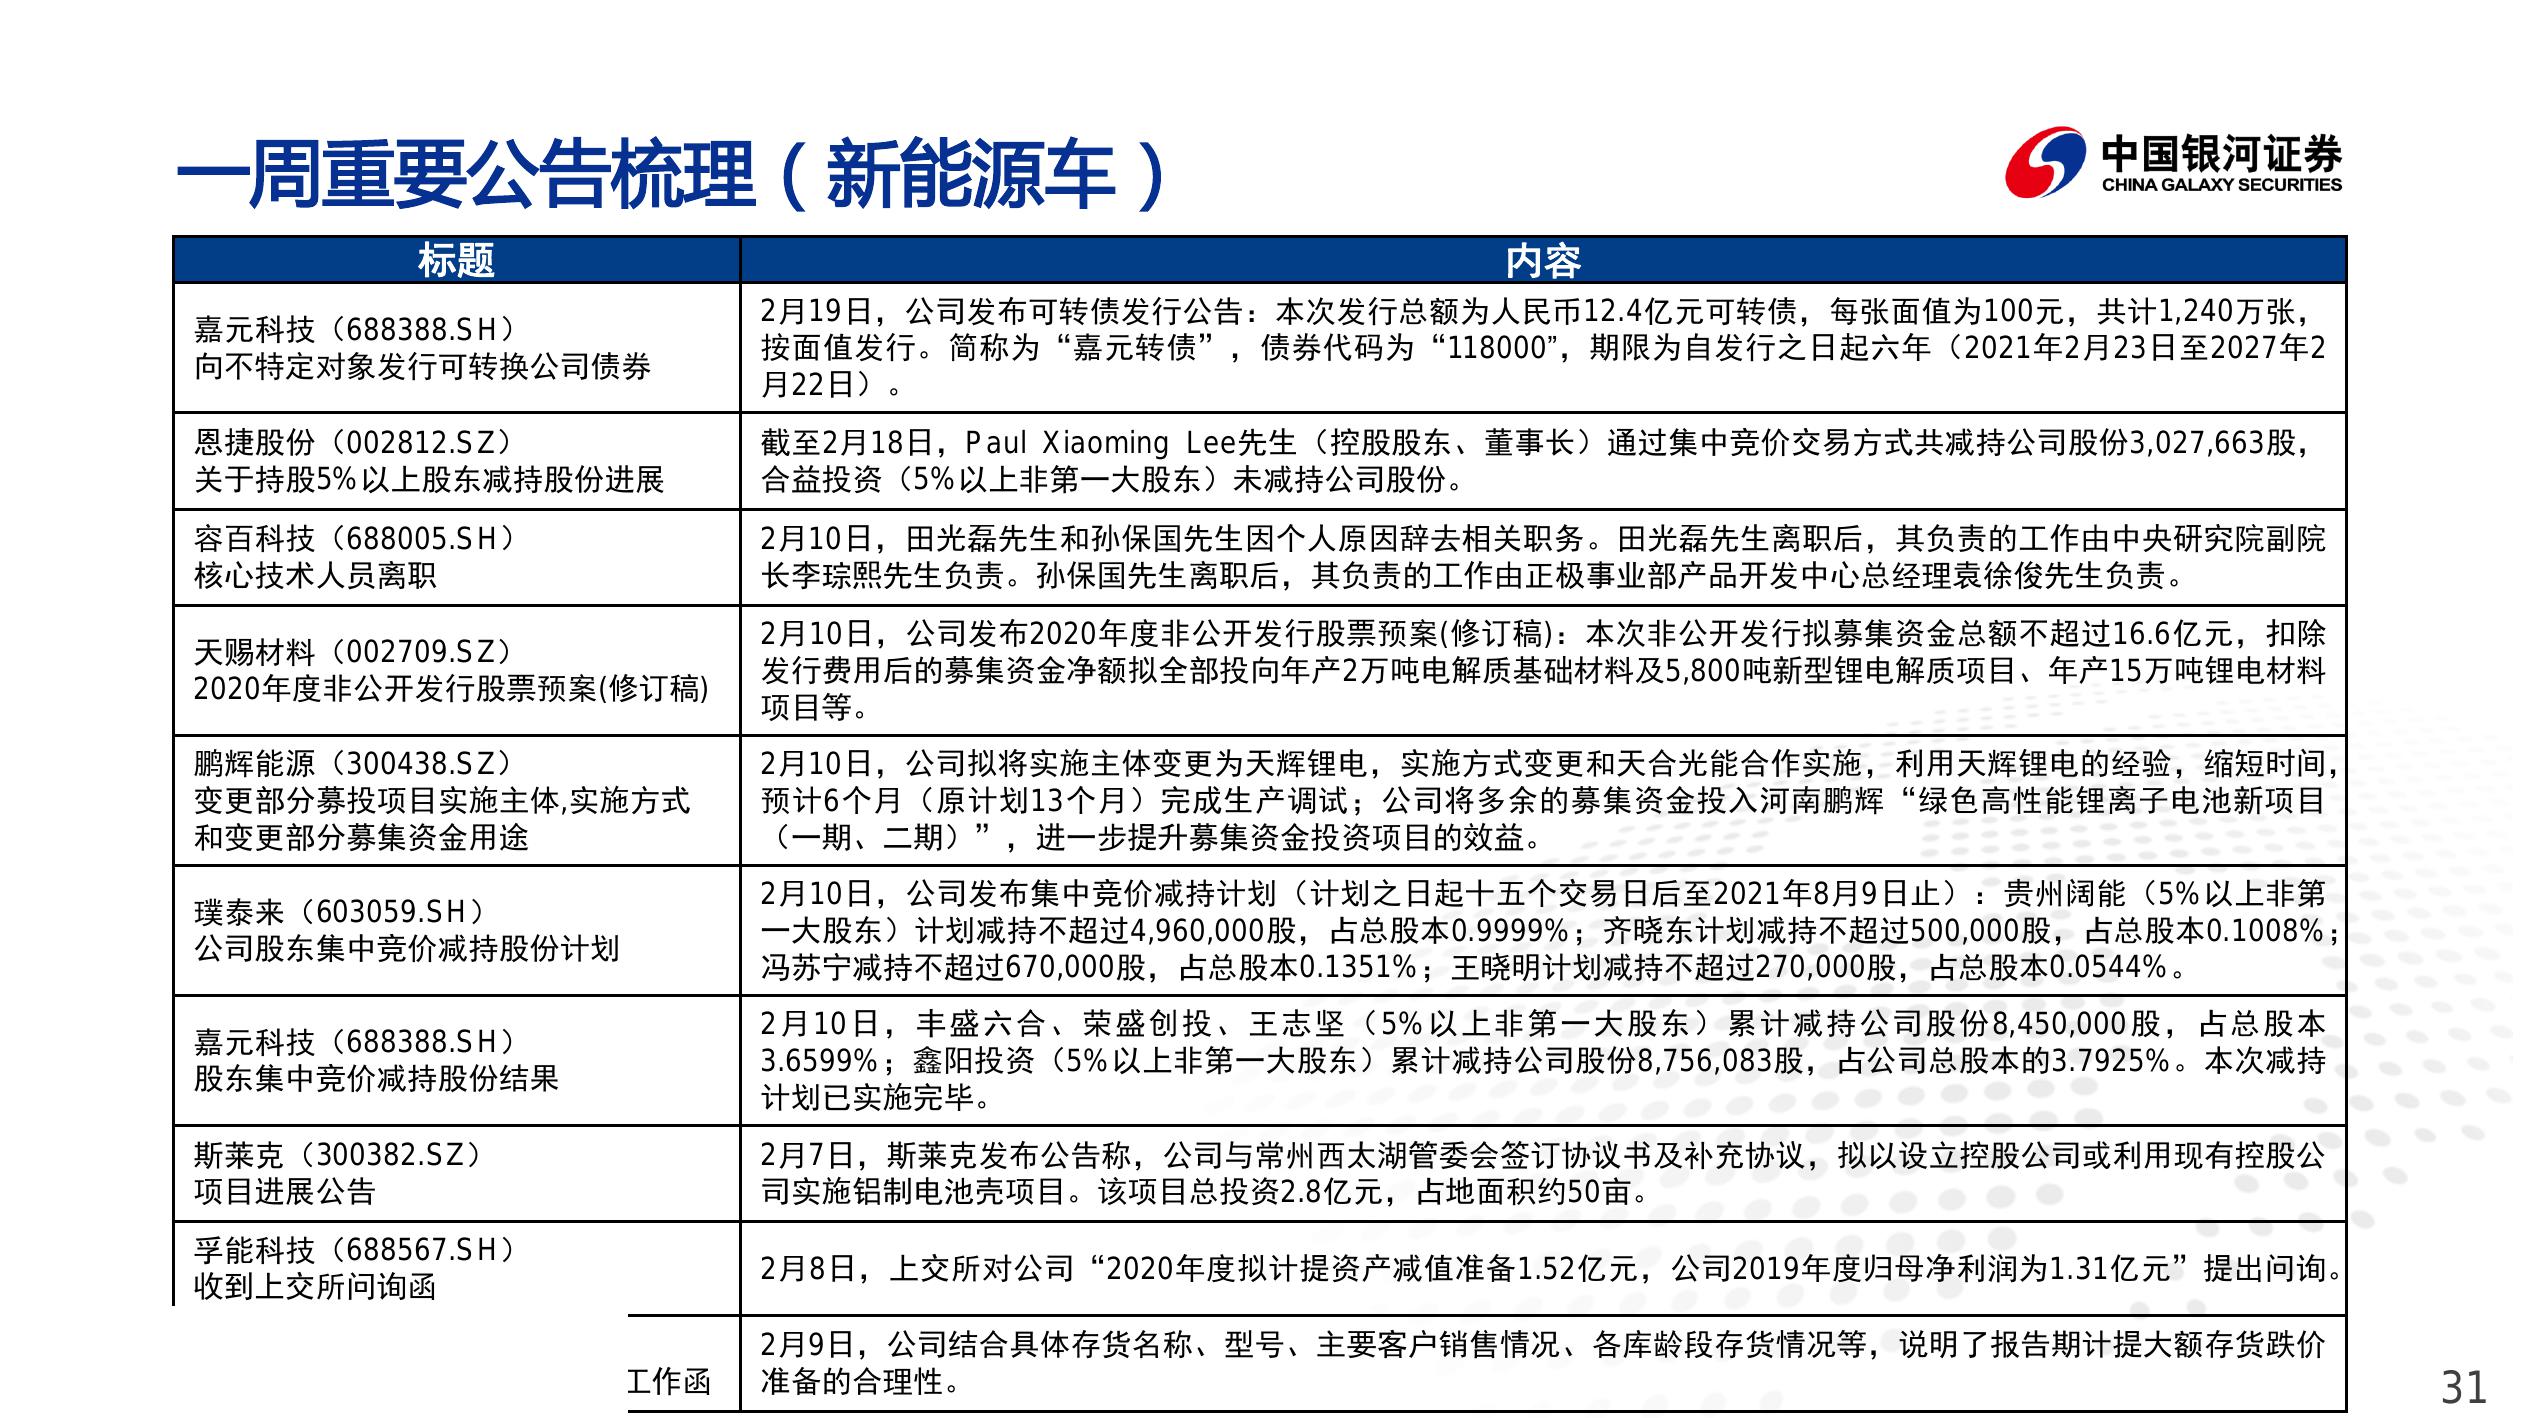 一周重要公告梳理（新能源车）
中国银河证券
CHINA GALAXY SECURITIES
标题
内容
嘉元科技（688388.SH）
向不特定对象发行可转换公司债券
2月19日，公司发布可转债发行公告：本次发行总额为人民币12.4亿元可转债，每张面值为100元，共计1,240万张，
按面值发行。简称为“嘉元转债”，债券代码为“118000”，期限为自发行之日起六年（2021年2月23日至2027年2
月22日）。
恩捷股份（002812.SZ）
关于持股5%以上股东减持股份进展
截至2月18日，Paul Xiaoming Lee先生（控股股东、董事长）通过集中竞价交易方式共减持公司股份3,027,663股，
合益投资（5%以上非第一大股东）未减持公司股份。
容百科技（688005.SH）
核心技术人员离职
2月10日，田光磊先生和孙保国先生因个人原因辞去相关职务。田光磊先生离职后，其负责的工作由中央研究院副院
长李琮熙先生负责。孙保国先生离职后，其负责的工作由正极事业部产品开发中心总经理袁徐俊先生负责。
天赐材料（002709.SZ）
2020年度非公开发行股票预案(修订稿)
2月10日，公司发布2020年度非公开发行股票预案(修订稿)：本次非公开发行拟募集资金总额不超过16.6亿元，扣除
发行费用后的募集资金净额拟全部投向年产2万吨电解质基础材料及5,800吨新型锂电解质项目、年产15万吨锂电材料
项目等。
鹏辉能源（300438.SZ）
变更部分募投项目实施主体,实施方式
和变更部分募集资金用途
2月10日，公司拟将实施主体变更为天辉锂电，实施方式变更和天合光能合作实施，利用天辉锂电的经验，缩短时间，
预计6个月（原计划13个月）完成生产调试；公司将多余的募集资金投入河南鹏辉“绿色高性能锂离子电池新项目
（一期、二期）”，进一步提升募集资金投资项目的效益。
璞泰来（603059.SH）
公司股东集中竞价减持股份计划
2月10日，公司发布集中竞价减持计划（计划之日起十五个交易日后至2021年8月9日止）：贵州阔能（5%以上非第
一大股东）计划减持不超过4,960,000股，占总股本0.9999%；齐晓东计划减持不超过500,000股，占总股本0.1008%；
冯苏宁减持不超过670,000股，占总股本0.1351%；王晓明计划减持不超过270,000股，占总股本0.0544%。
嘉元科技（688388.SH）
股东集中竞价减持股份结果
2月10日，丰盛六合、荣盛创投、王志坚（5%以上非第一大股东）累计减持公司股份8,450,000股，占总股本
3.6599%；鑫阳投资（5%以上非第一大股东）累计减持公司股份8,756,083股，占公司总股本的3.7925%。本次减持
计划已实施完毕。
斯莱克（300382.SZ）
项目进展公告
2月7日，斯莱克发布公告称，公司与常州西太湖管委会签订协议书及补充协议，拟以设立控股公司或利用现有控股公
司实施铝制电池壳项目。该项目总投资2.8亿元，占地面积约50亩。
孚能科技（688567.SH）
收到上交所问询函
2月8日，上交所对公司“2020年度拟计提资产减值准备1.52亿元，公司2019年度归母净利润为1.31亿元”提出问询。
工作函
2月9日，公司结合具体存货名称、型号、主要客户销售情况、各库龄段存货情况等，说明了报告期计提大额存货跌价
准备的合理性。
31